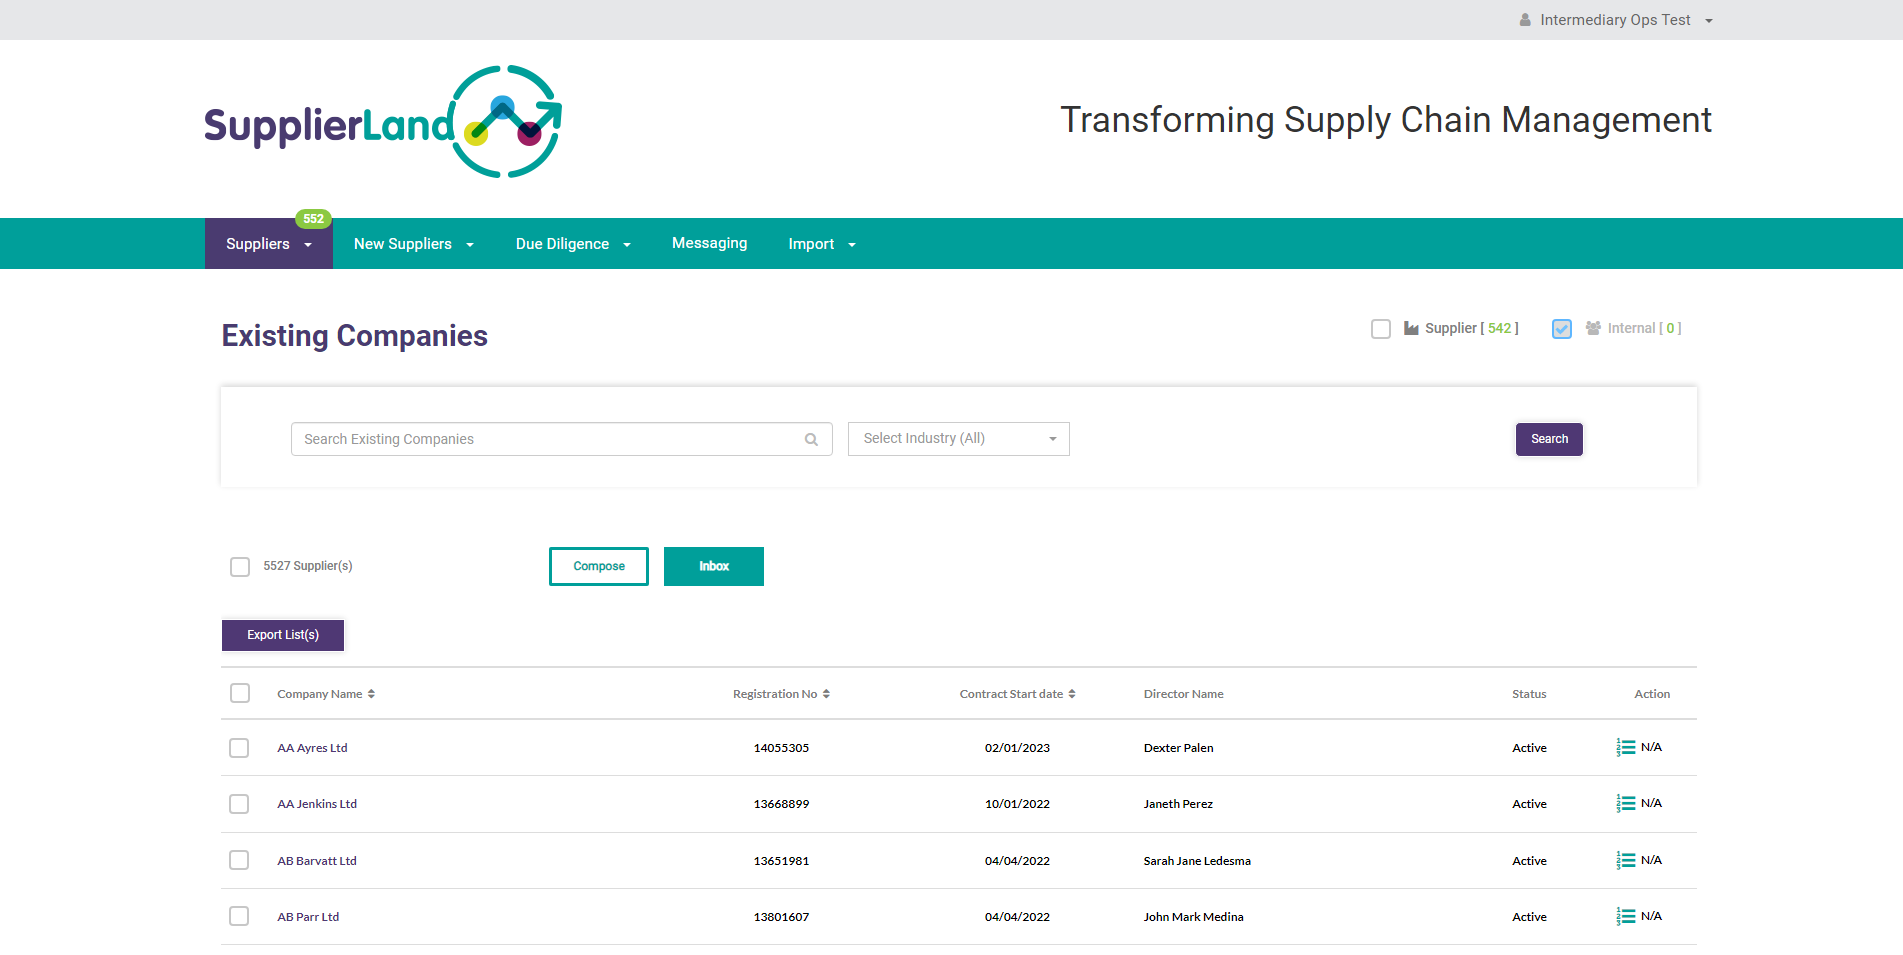 Intermediary Ops Test
SupplierLand
Transforming Supply Chain Management
552
Suppliers New Suppliers Due Diligence Messaging Import
Existing Companies
Supplier [ 542 ] Internal [ 0 ]
Search Existing Companies Select Industry (All) Search
5527 Supplier(s) Compose Inbox
Export List(s)
Company Name Registration No Contract Start date Director Name Status Action
AA Ayres Ltd 14055305 02/01/2023 Dexter Palen Active N/A
AA Jenkins Ltd 13668899 10/01/2022 Janeth Perez Active N/A
AB Barvatt Ltd 13651981 04/04/2022 Sarah Jane Ledesma Active N/A
AB Parr Ltd 13801607 04/04/2022 John Mark Medina Active N/A